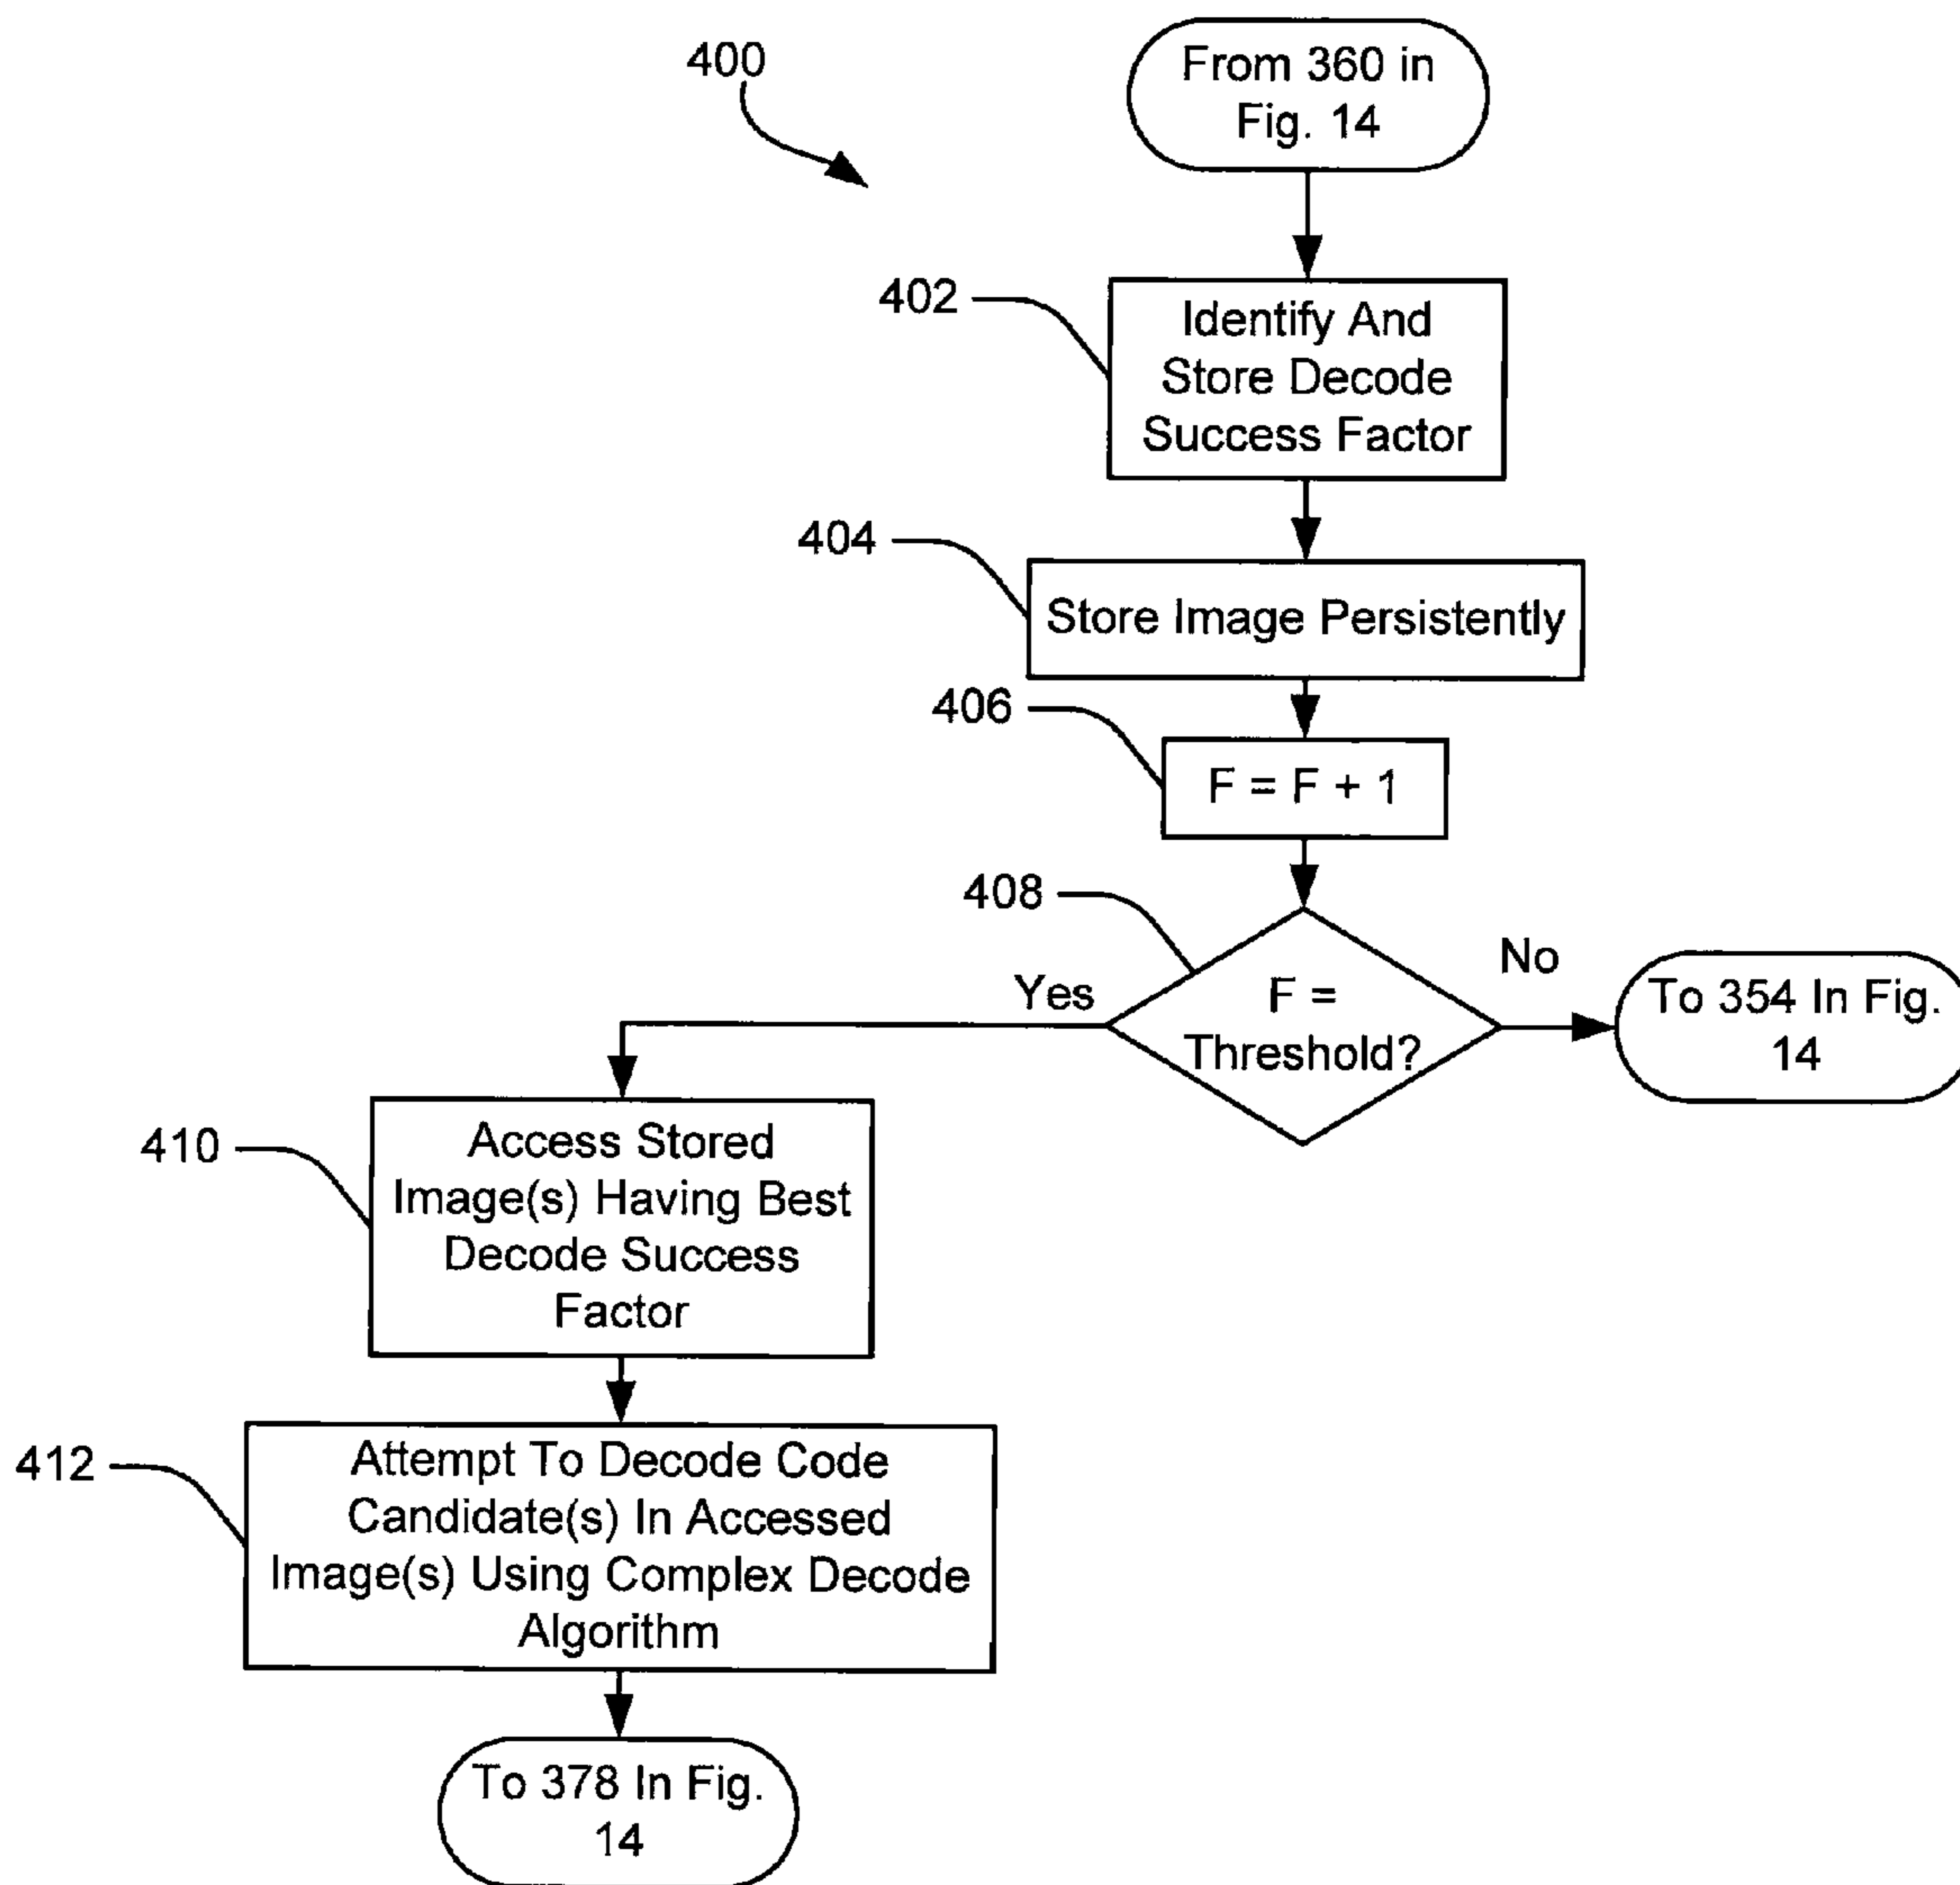 400
From 360 in
Fig. 14
402
Identify And
Store Decode
Success Factor
404
Store Image Persistently
406
F = F + 1
408
F =
Threshold?
Yes
No
To 354 In Fig.
14
410
Access Stored
Image(s) Having Best
Decode Success
Factor
412
Attempt To Decode Code
Candidate(s) In Accessed
Image(s) Using Complex Decode
Algorithm
To 378 In Fig.
14